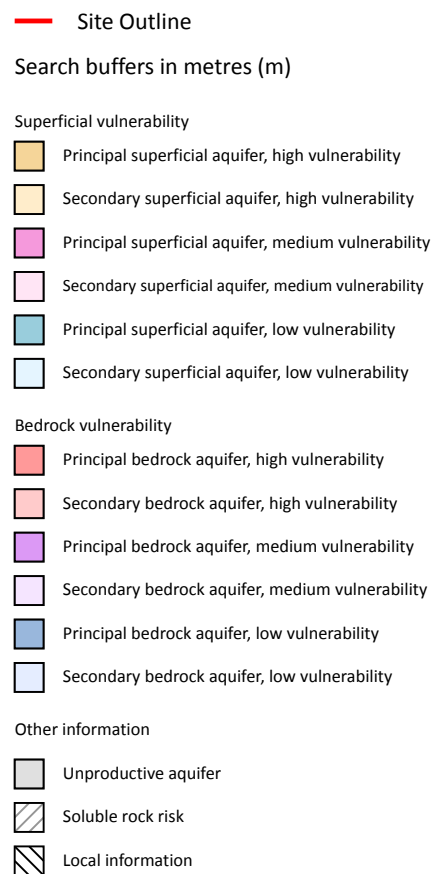 Site Outline
Search buffers in metres (m)
Superficial vulnerability
Principal superficial aquifer, high vulnerability
Secondary superficial aquifer, high vulnerability
Principal superficial aquifer, medium vulnerability
Secondary superficial aquifer, medium vulnerability
Principal superficial aquifer, low vulnerability
Secondary superficial aquifer, low vulnerability
Bedrock vulnerability
Principal bedrock aquifer, high vulnerability
Secondary bedrock aquifer, high vulnerability
Principal bedrock aquifer, medium vulnerability
Secondary bedrock aquifer, medium vulnerability
Principal bedrock aquifer, low vulnerability
Secondary bedrock aquifer, low vulnerability
Other information
Unproductive aquifer
Soluble rock risk
Local information